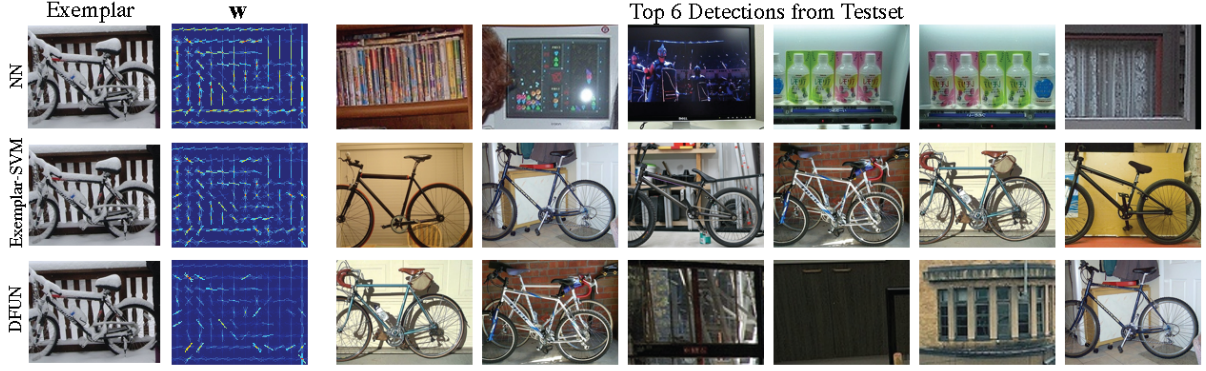 Exemplar
w
Top 6 Detections from Testset
NN
Exemplar-SVM
DFUN